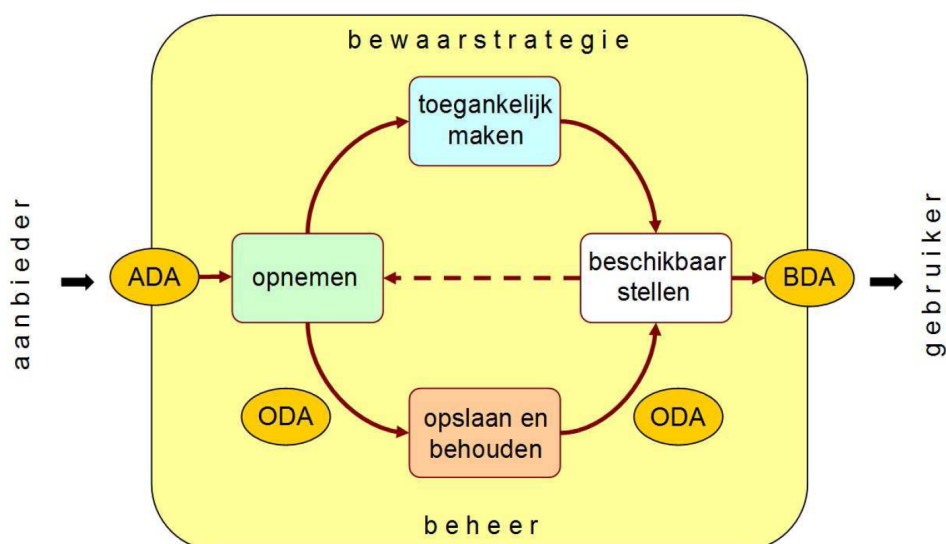 bewaarstrategie
toegankelijk
maken
aanbieder
ADA
opnemen
beschikbaar
stellen
BDA
gebruiker
ODA
opslaan en
behouden
ODA
beheer